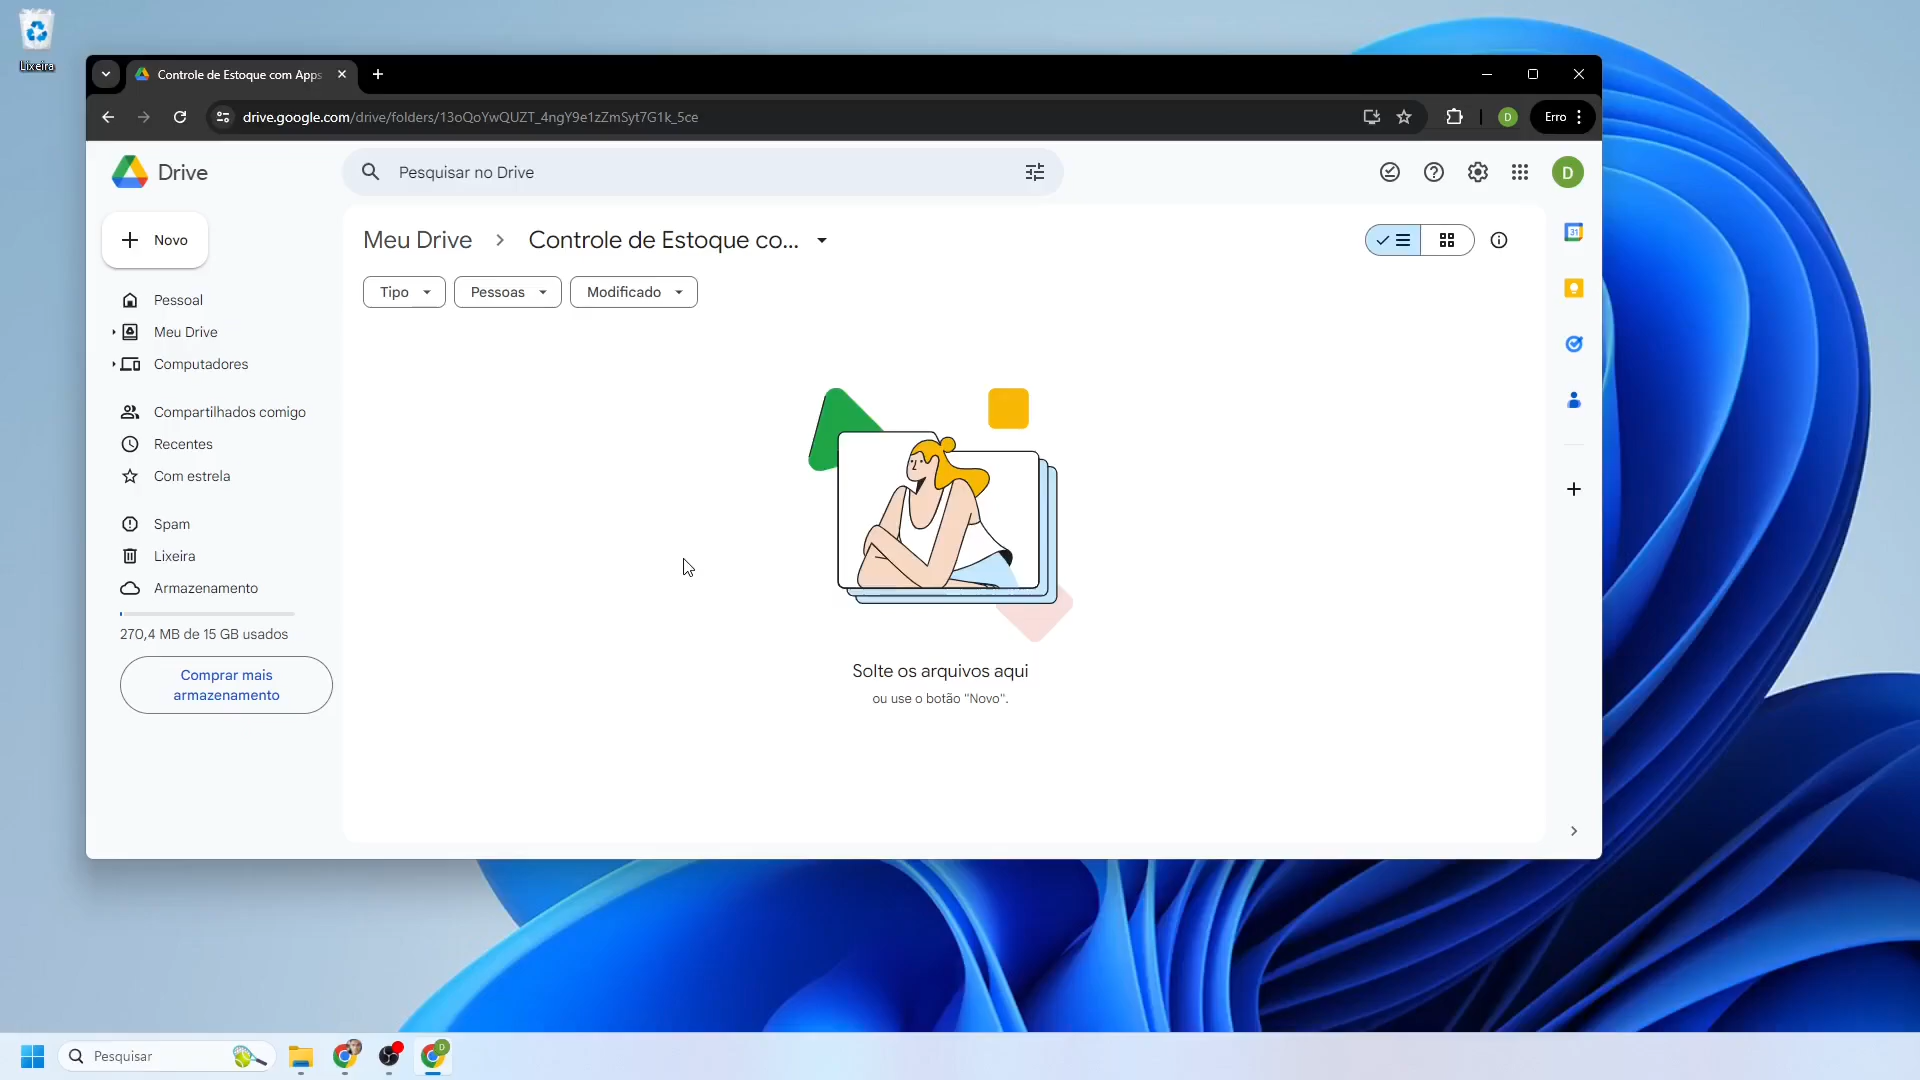 Lixeira
Controle de Estoque com Apps
drive.google.com/drive/folders/13oQoYwQUZT_4ngY9e1zZmSyt7G1k_5ce
D
Erro
Drive
Pesquisar no Drive
D
Novo
Meu Drive
Controle de Estoque co...
31
Tipo
Pessoas
Modificado
Pessoal
Meu Drive
Computadores
Compartilhados comigo
Recentes
Com estrela
Spam
Lixeira
Armazenamento
270,4 MB de 15 GB usados
Comprar mais
armazenamento
Solte os arquivos aqui
ou use o botão "Novo".
Pesquisar
D